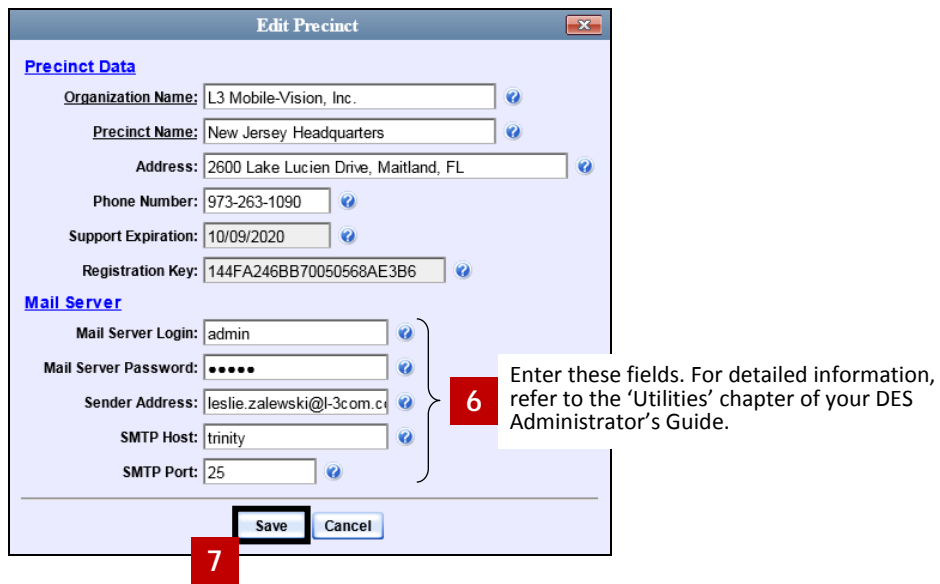 Edit Precinct
Precinct Data
Organization Name: L3 Mobile-Vision, Inc.
Precinct Name: New Jersey Headquarters
Address: 2600 Lake Lucien Drive, Maitland, FL
Phone Number: 973-263-1090
Support Expiration: 10/09/2020
Registration Key: 144FA246BB70050568AE3B6
Mail Server
Mail Server Login: admin
Mail Server Password: •••••
Sender Address: leslie.zalewski@l-3com.c
SMTP Host: trinity
SMTP Port: 25
6
Enter these fields. For detailed information,
refer to the ‘Utilities’ chapter of your DES
Administrator’s Guide.
Save Cancel
7